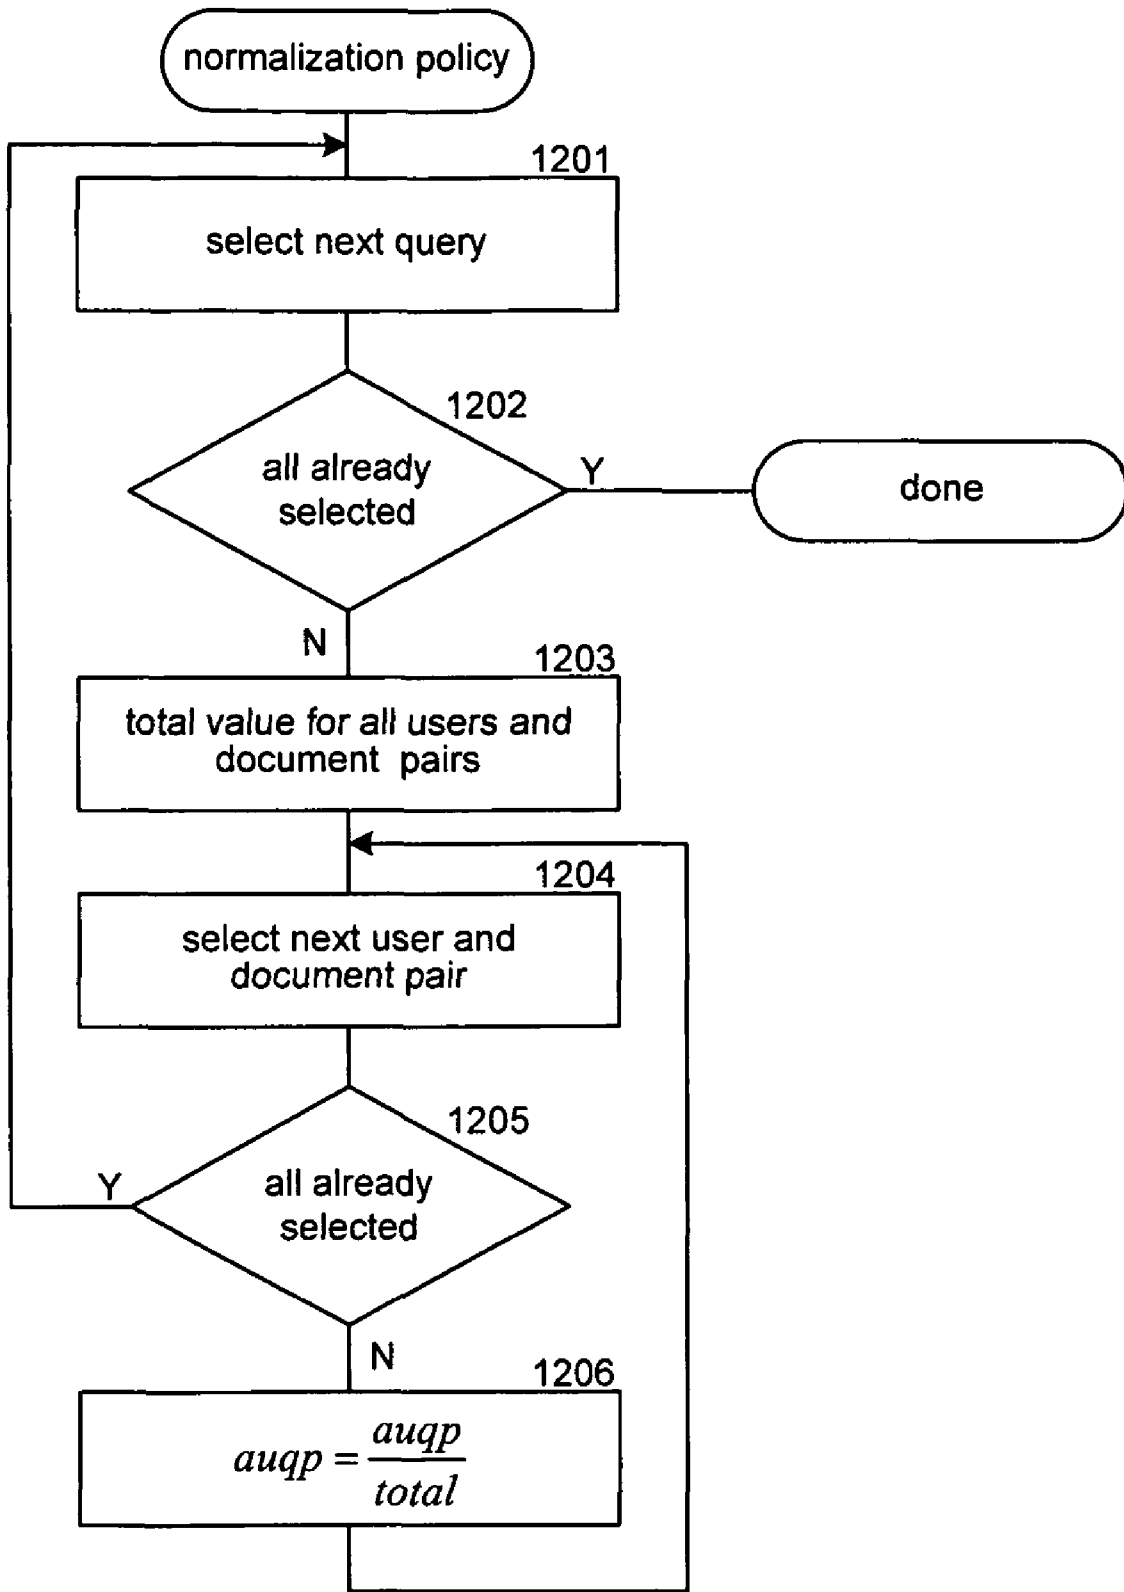 normalization policy
1201
select next query
1202
all already
selected
Y
done
N
1203
total value for all users and
document pairs
1204
select next user and
document pair
1205
all already
selected
Y
N
1206
auqp = auqp / total